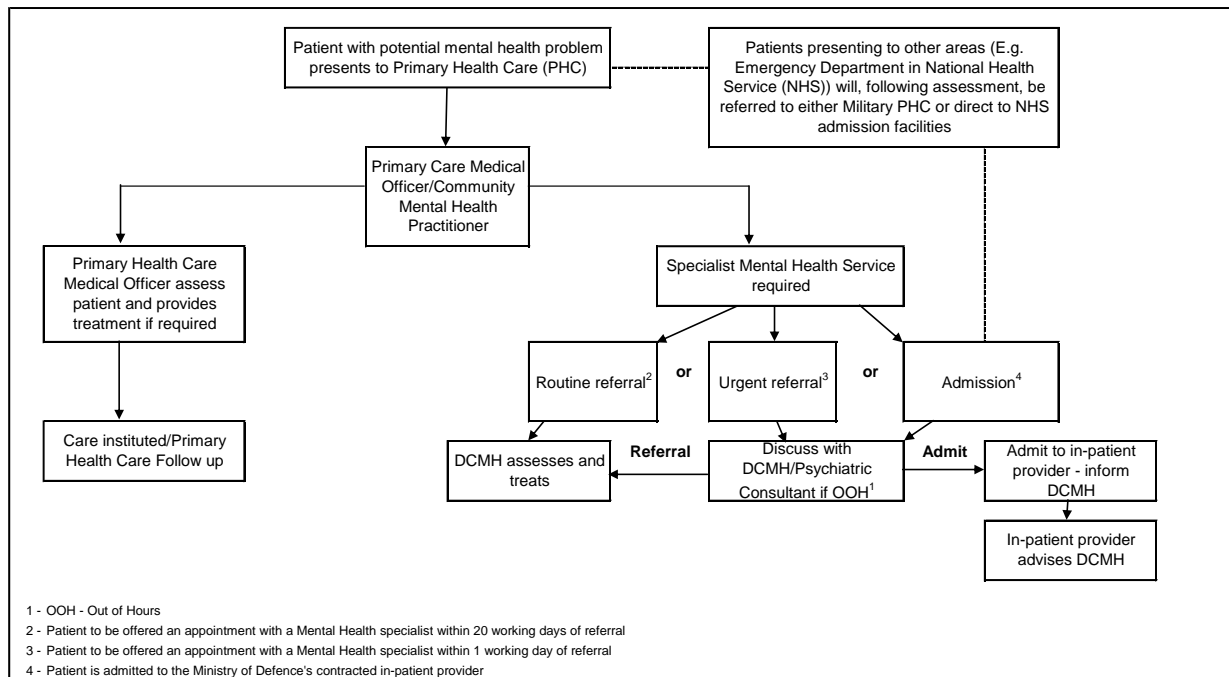 Patient with potential mental health problem
presents to Primary Health Care (PHC)
Patients presenting to other areas (E.g.
Emergency Department in National Health
Service (NHS)) will, following assessment, be
referred to either Military PHC or direct to NHS
admission facilities
Primary Care Medical
Officer/Community
Mental Health
Practitioner
Primary Health Care
Medical Officer assess
patient and provides
treatment if required
Specialist Mental Health Service
required
Routine referral2
or
Urgent referral3
or
Admission4
Care instituted/Primary
Health Care Follow up
DCMH assesses and
treats
Referral
Discuss with
DCMH/Psychiatric
Consultant if OOH1
Admit
Admit to in-patient
provider - inform
DCMH
In-patient provider
advises DCMH
1 - OOH - Out of Hours
2 - Patient to be offered an appointment with a Mental Health specialist within 20 working days of referral
3 - Patient to be offered an appointment with a Mental Health specialist within 1 working day of referral
4 - Patient is admitted to the Ministry of Defence's contracted in-patient provider